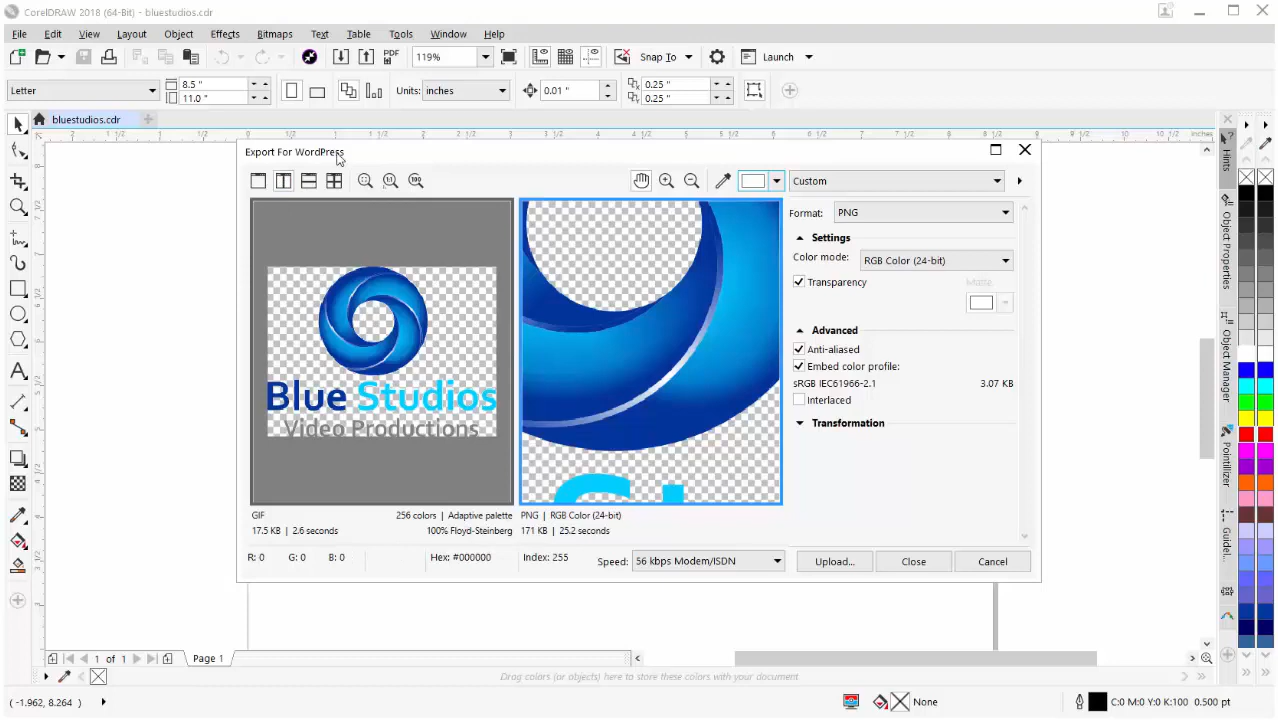 CorelDRAW 2018 (64-Bit) - bluestudios.cdr
File Edit View Layout Object Effects Bitmaps Text Table Tools Window Help
PDF 119% Snap To Launch
Letter 8.5 " 11.0 " Units: inches 0.01 " 0.25 " 0.25 "
bluestudios.cdr
Export For WordPress
Custom
Format: PNG
Settings
Color mode: RGB Color (24-bit)
Transparency Matte:
Advanced
Anti-aliased
Embed color profile:
sRGB IEC61966-2.1 3.07 KB
Interlaced
Transformation
Blue Studios
Video Productions
St
GIF 256 colors | Adaptive palette
17.5 KB | 2.6 seconds 100% Floyd-Steinberg
PNG | RGB Color (24-bit)
171 KB | 25.2 seconds
R: 0 G: 0 B: 0 Hex: #000000 Index: 255
Speed: 56 kbps Modem/ISDN Upload... Close Cancel
Hints
Object Properties
Object Manager
Pointillizer
Guidel...
1 of 1 Page 1
Drag colors (or objects) here to store these colors with your document
( -1.962, 8.264 ) None C:0 M:0 Y:0 K:100 0.500 pt